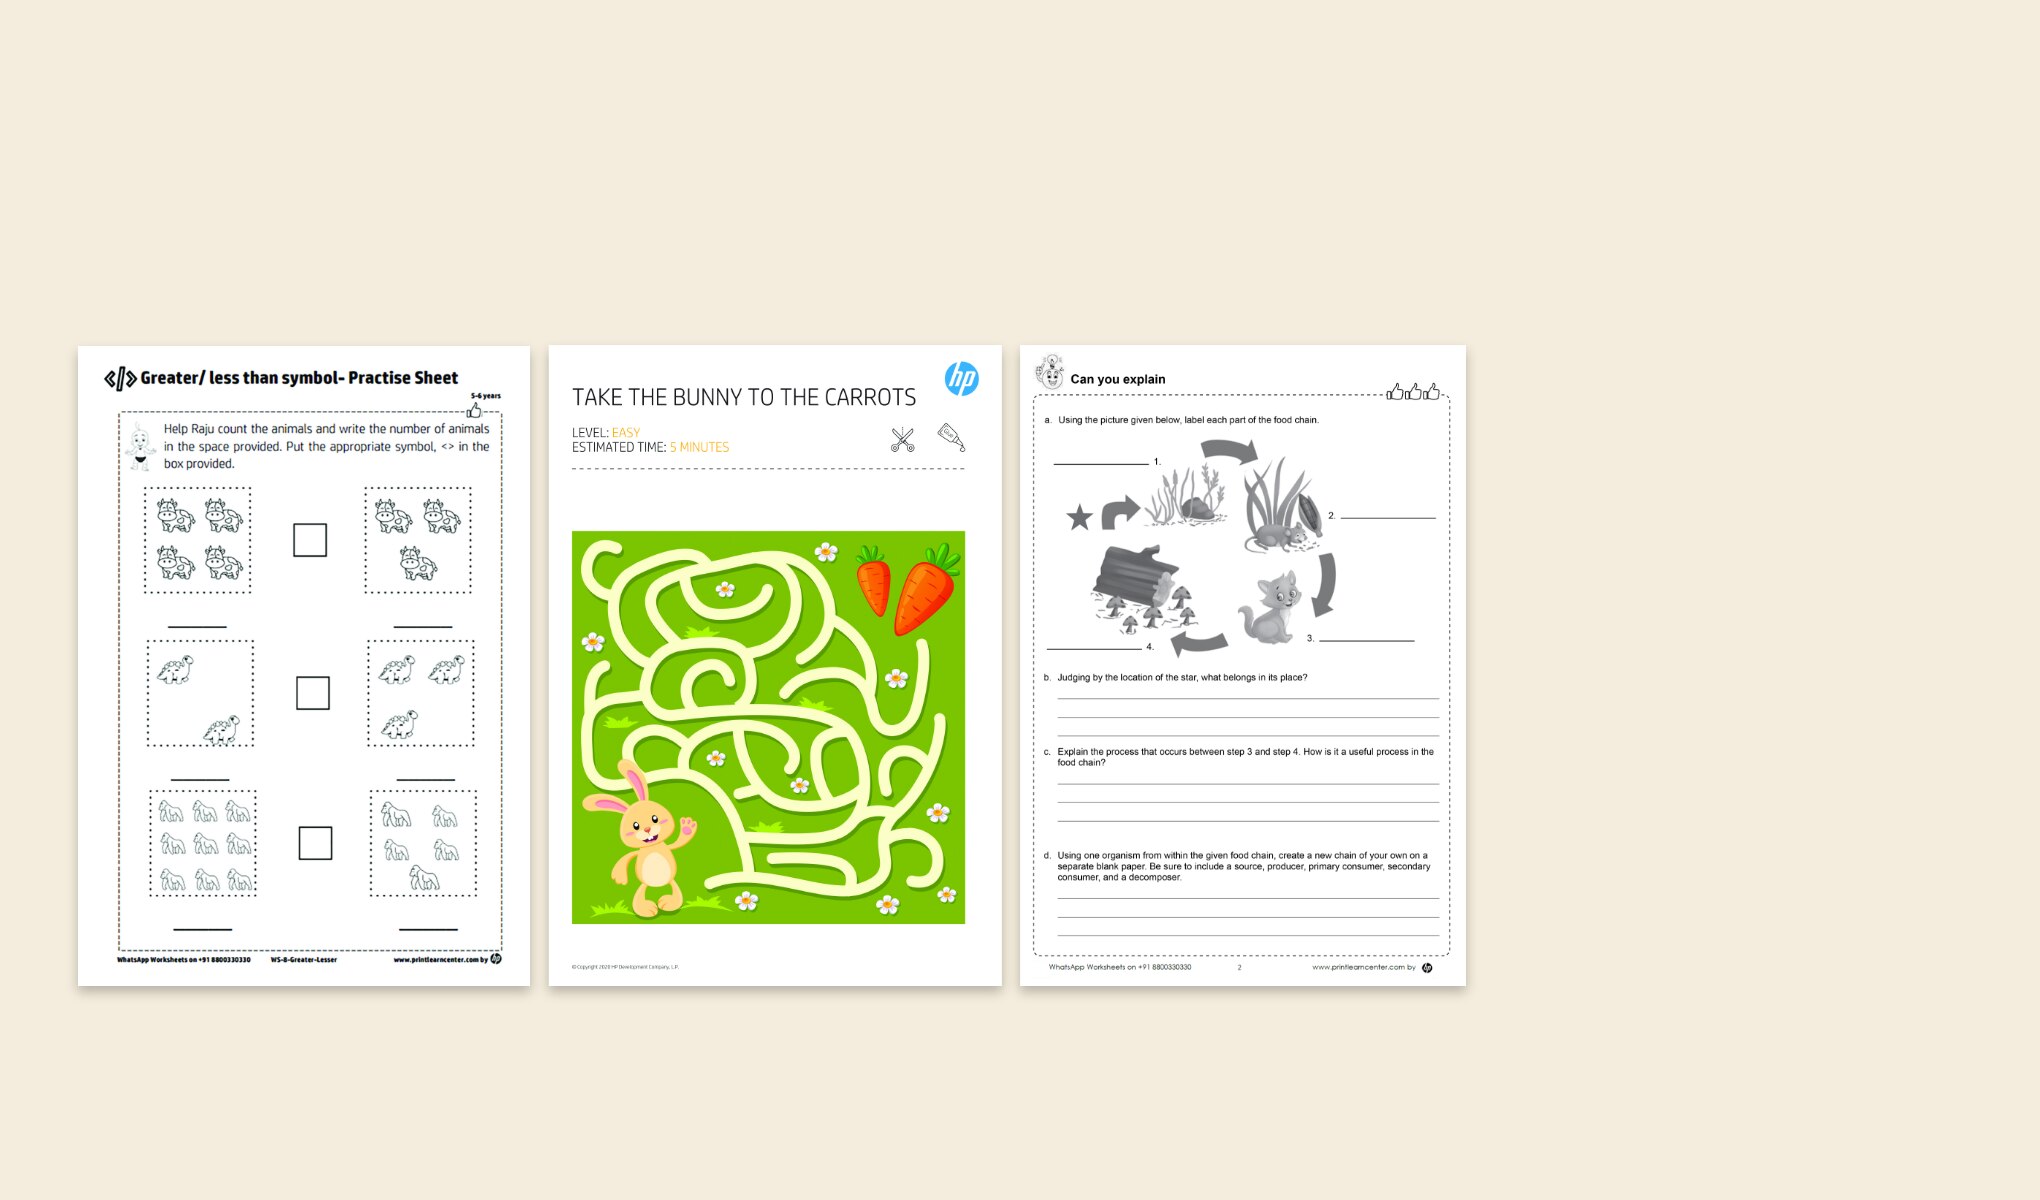 Greater/ less than symbol- Practise Sheet
5-6 years
Help Raju count the animals and write the number of animals
in the space provided. Put the appropriate symbol, <> in the
box provided.
WhatsApp Worksheets on +91 8800330330 WS-8-Greater-Lesser www.printlearncenter.com by hp
hp
TAKE THE BUNNY TO THE CARROTS
LEVEL: EASY
ESTIMATED TIME: 5 MINUTES
Glue
© Copyright 2020 HP Development Company, L.P.
Can you explain
a. Using the picture given below, label each part of the food chain.
1.
2.
3.
4.
b. Judging by the location of the star, what belongs in its place?
c. Explain the process that occurs between step 3 and step 4. How is it a useful process in the
food chain?
d. Using one organism from within the given food chain, create a new chain of your own on a
separate blank paper. Be sure to include a source, producer, primary consumer, secondary
consumer, and a decomposer.
WhatsApp Worksheets on +91 8800330330 2 www.printlearncenter.com by hp